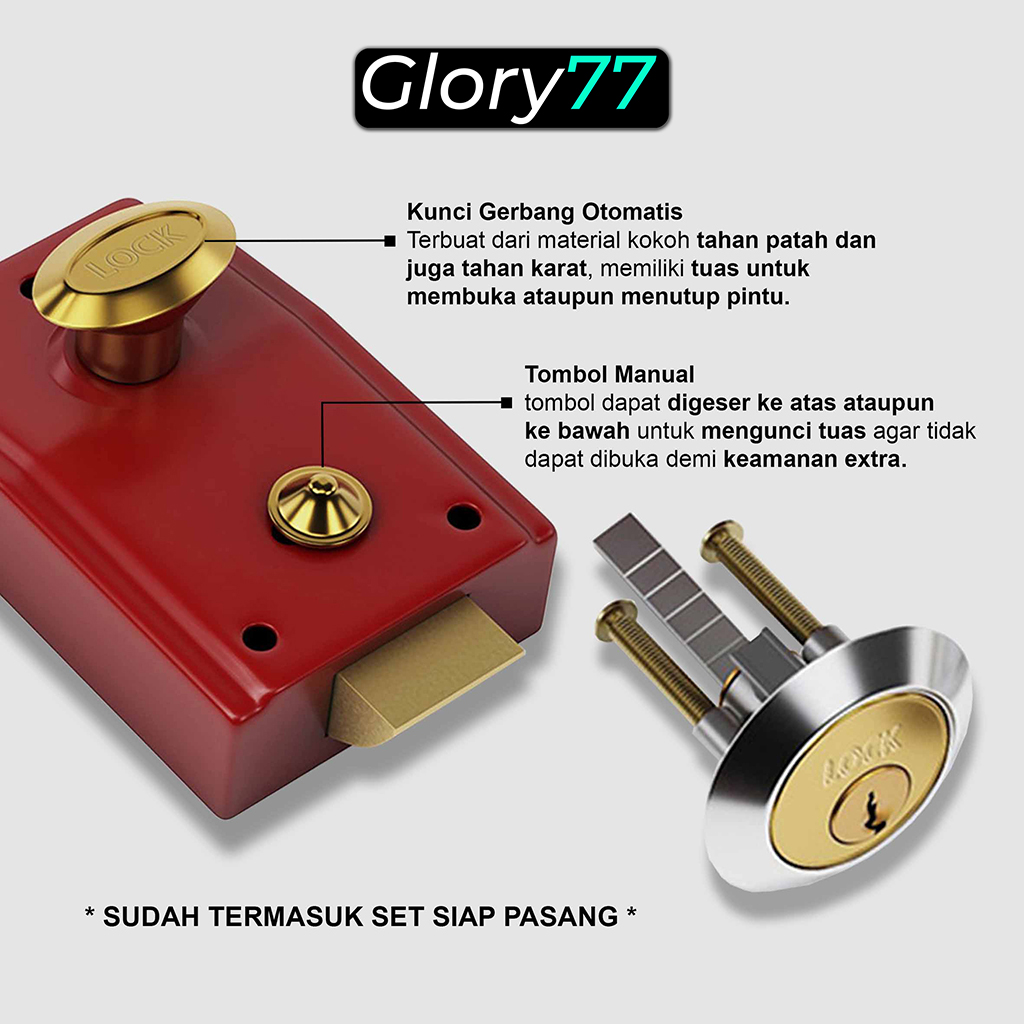 Glory77
Kunci Gerbang Otomatis
Terbuat dari material kokoh tahan patah dan
juga tahan karat, memiliki tuas untuk
membuka ataupun menutup pintu.
LOCIK
Tombol Manual
tombol dapat digeser ke atas ataupun
ke bawah untuk mengunci tuas agar tidak
dapat dibuka demi keamanan extra.
LOCK
* SUDAH TERMASUK SET SIAP PASANG *